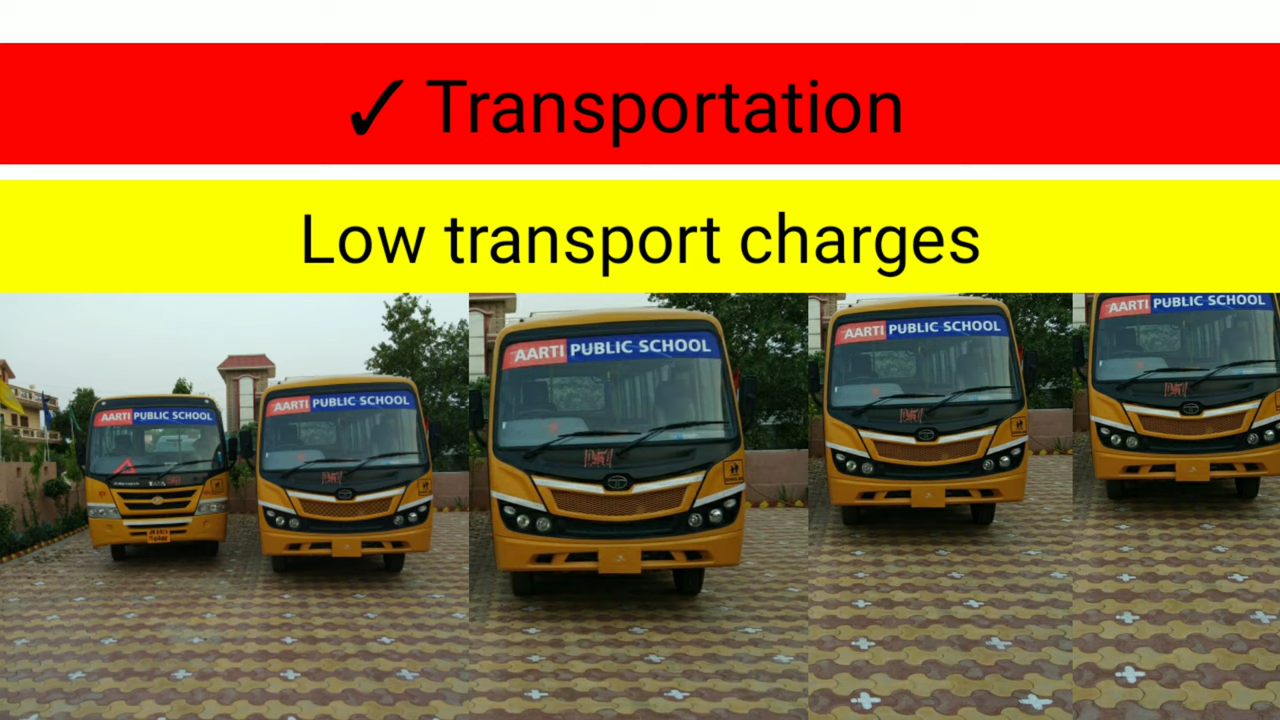 ✓ Transportation
Low transport charges
AARTI PUBLIC SCHOOL
AARTI PUBLIC SCHOOL
AARTI PUBLIC SCHOOL
AARTI PUBLIC SCHOOL
AARTI PUBLIC SCHOOL
TATA